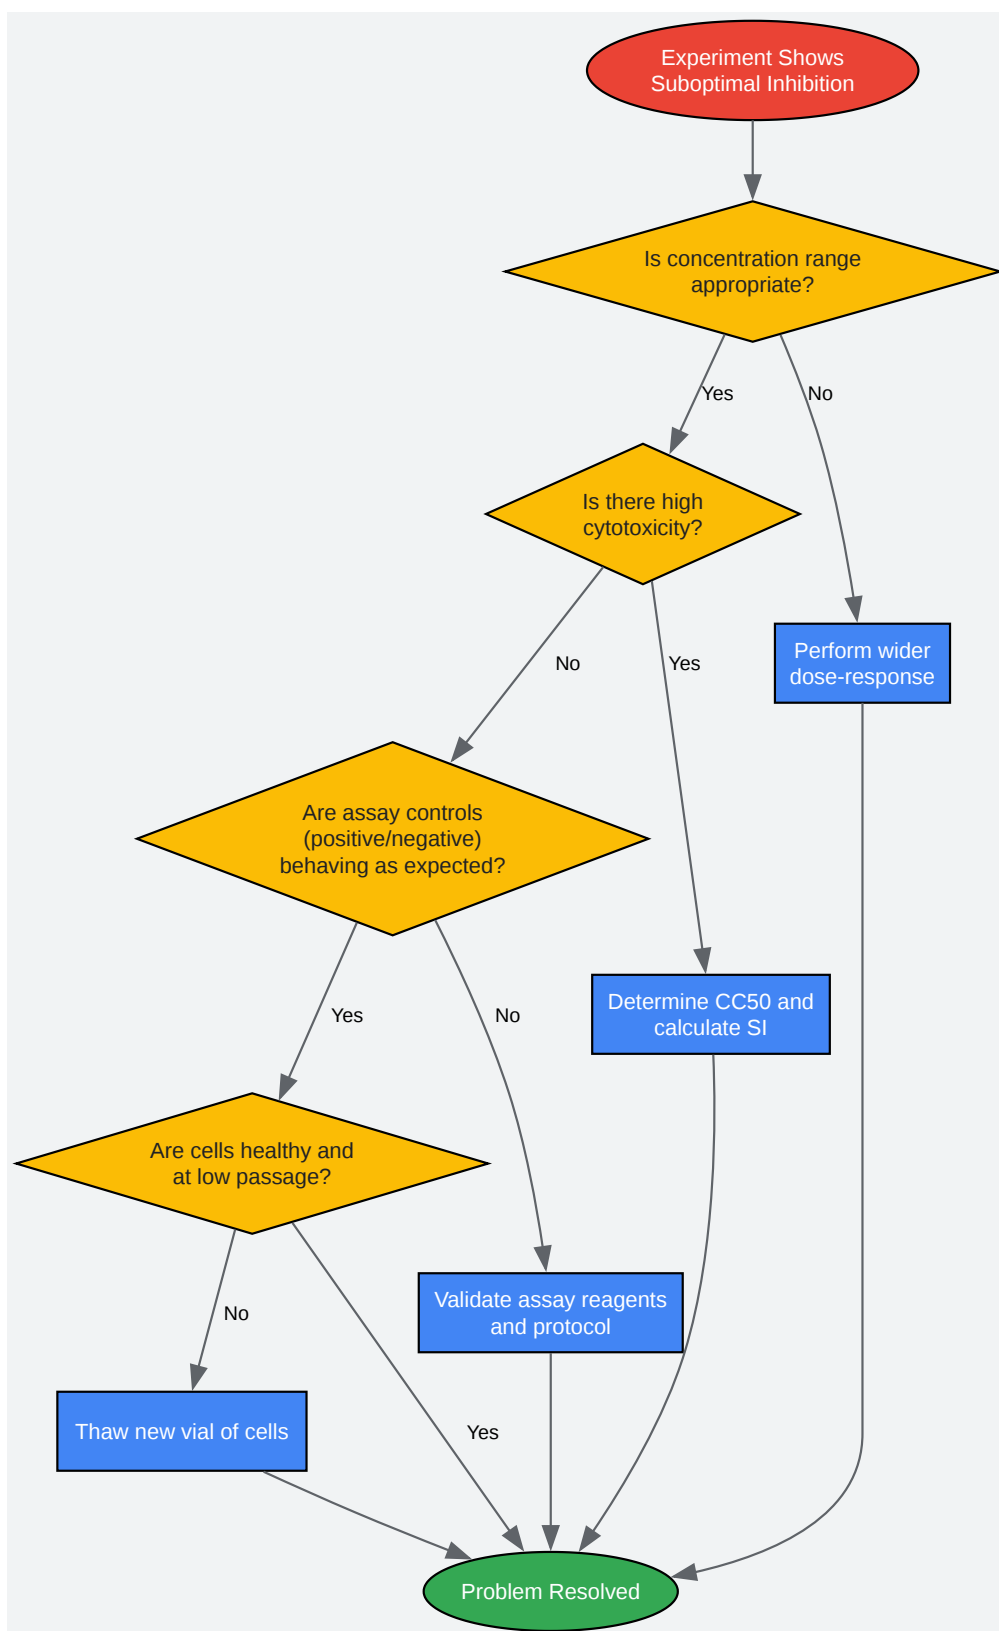 Experiment Shows
Suboptimal Inhibition
Is concentration range
appropriate?
Yes
No
Is there high
cytotoxicity?
No
Yes
Perform wider
dose-response
Are assay controls
(positive/negative)
behaving as expected?
Yes
No
Determine CC50 and
calculate SI
Are cells healthy and
at low passage?
No
Yes
Validate assay reagents
and protocol
Thaw new vial of cells
Problem Resolved